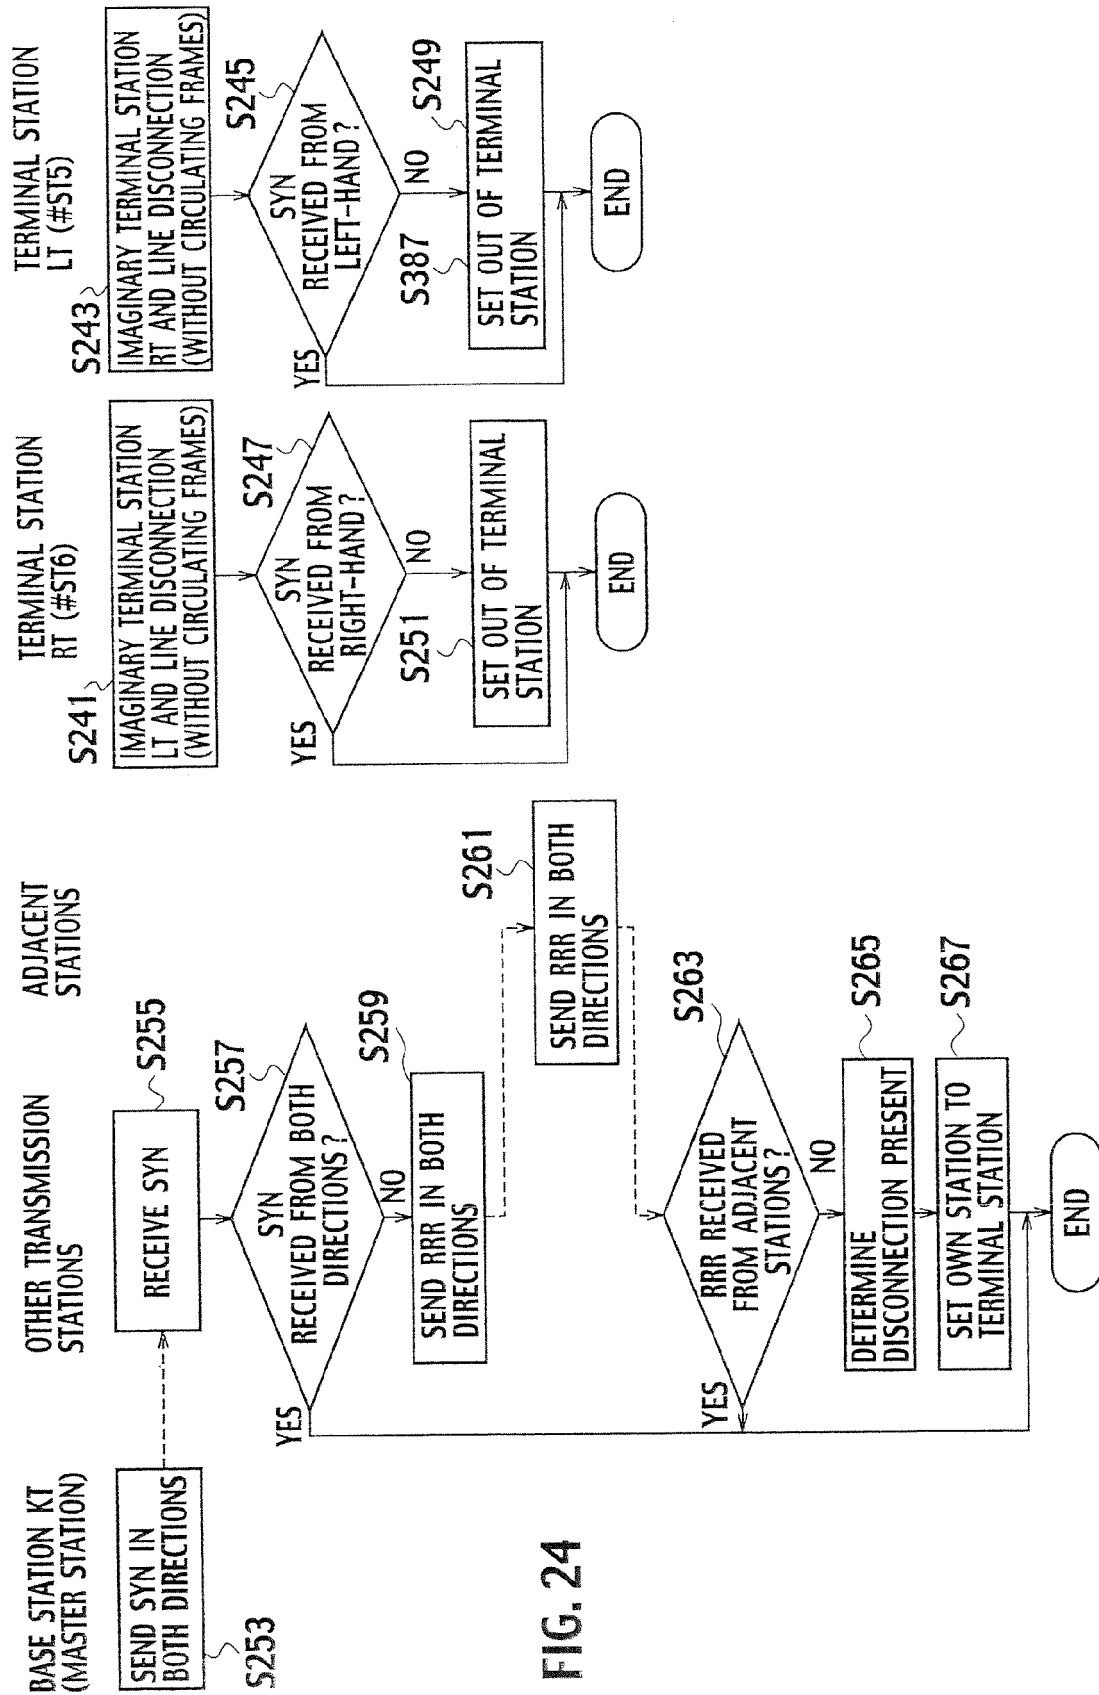 BASE STATION KT
(MASTER STATION)
SEND SYN IN
BOTH DIRECTIONS
S253
OTHER TRANSMISSION
STATIONS
RECEIVE SYN
S255
SYN
RECEIVED FROM BOTH
DIRECTIONS?
S257
YES
NO
SEND RRR IN BOTH
DIRECTIONS
S259
ADJACENT
STATIONS
SEND RRR IN BOTH
DIRECTIONS
S261
RRR RECEIVED
FROM ADJACENT
STATIONS?
S263
YES
NO
DETERMINE
DISCONNECTION PRESENT
S265
SET OWN STATION TO
TERMINAL STATION
S267
END
TERMINAL STATION
RT (#ST6)
S241
IMAGINARY TERMINAL STATION
LT AND LINE DISCONNECTION
(WITHOUT CIRCULATING FRAMES)
SYN
RECEIVED FROM
RIGHT-HAND?
S247
YES
NO
S251
SET OUT OF TERMINAL
STATION
END
TERMINAL STATION
LT (#ST5)
S243
IMAGINARY TERMINAL STATION
RT AND LINE DISCONNECTION
(WITHOUT CIRCULATING FRAMES)
SYN
RECEIVED FROM
LEFT-HAND?
S245
YES
NO
S387
S249
SET OUT OF TERMINAL
STATION
END
FIG. 24